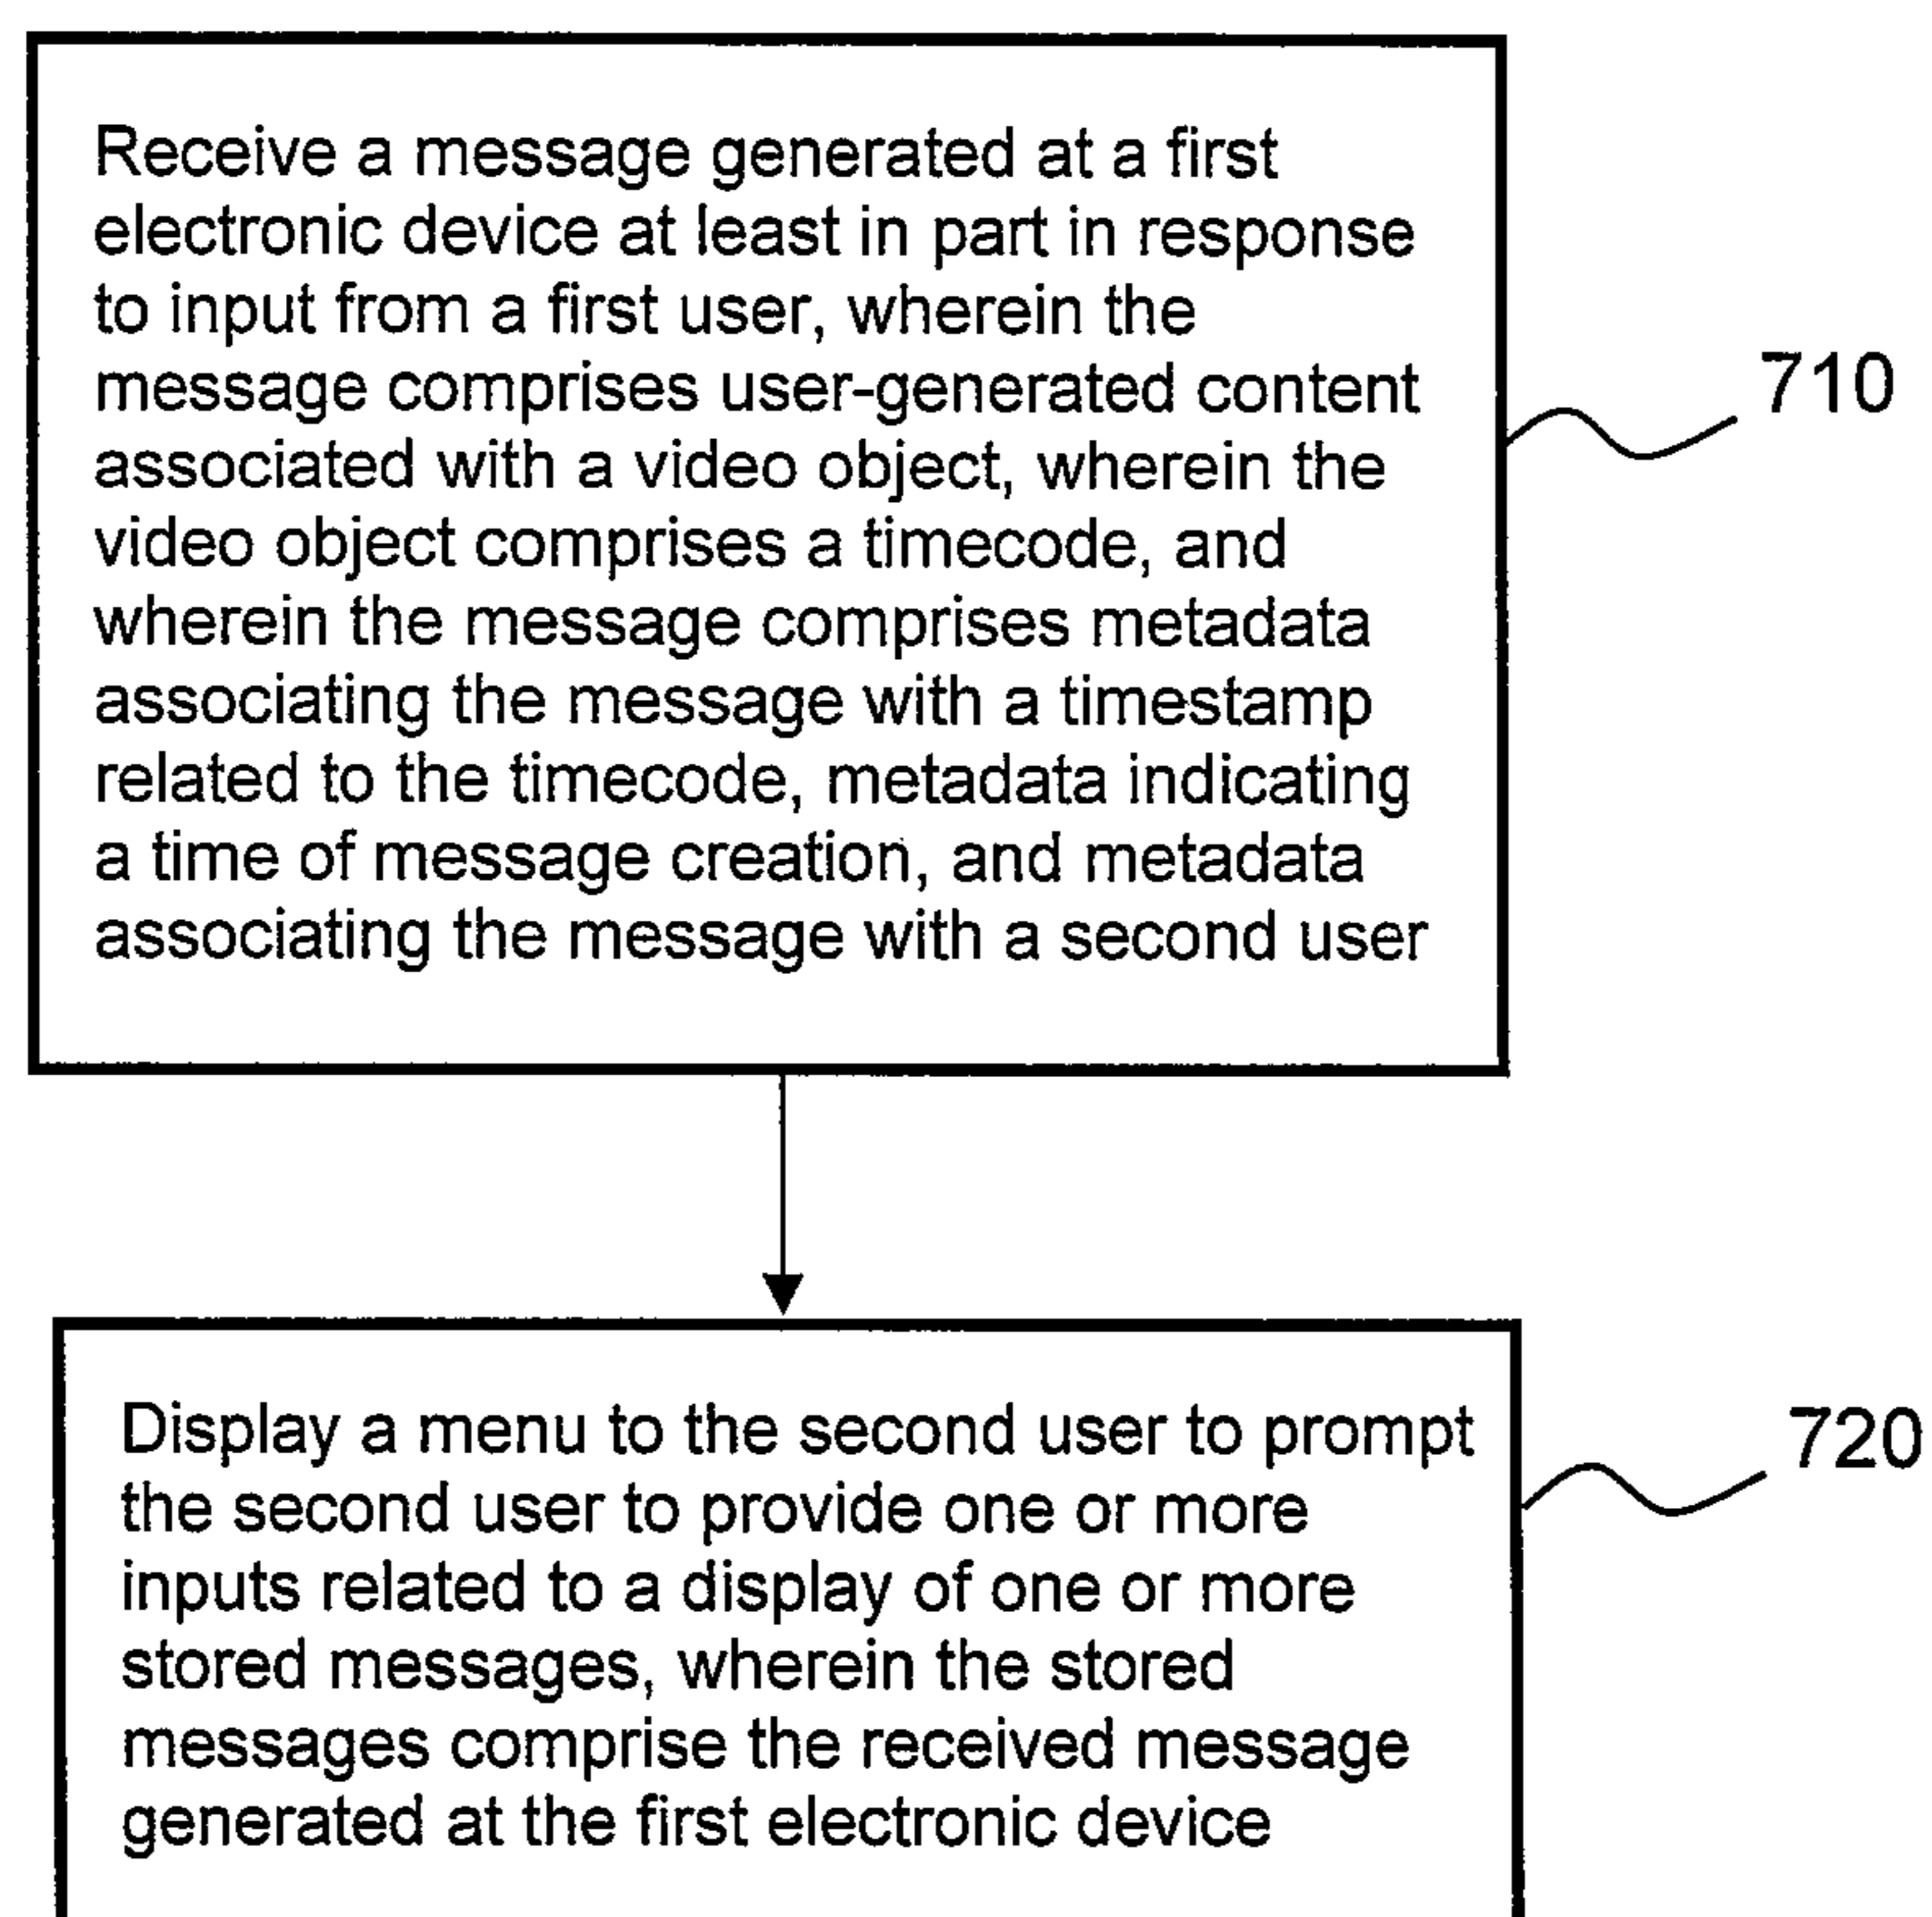 Receive a message generated at a first
electronic device at least in part in response
to input from a first user, wherein the
message comprises user-generated content
associated with a video object, wherein the
video object comprises a timecode, and
wherein the message comprises metadata
associating the message with a timestamp
related to the timecode, metadata indicating
a time of message creation, and metadata
associating the message with a second user
710
Display a menu to the second user to prompt
the second user to provide one or more
inputs related to a display of one or more
stored messages, wherein the stored
messages comprise the received message
generated at the first electronic device
720